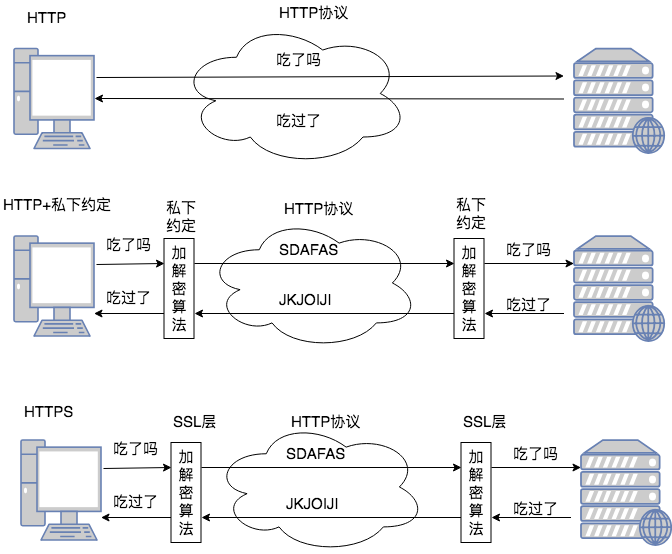 HTTP
HTTP协议
吃了吗
吃过了
HTTP+私下约定
私下
约定
HTTP协议
私下
约定
吃了吗
加解密算法
SDAFAS
加解密算法
吃了吗
吃过了
JKJOIJI
吃过了
HTTPS
SSL层
HTTP协议
SSL层
吃了吗
加解密算法
SDAFAS
加解密算法
吃了吗
吃过了
JKJOIJI
吃过了